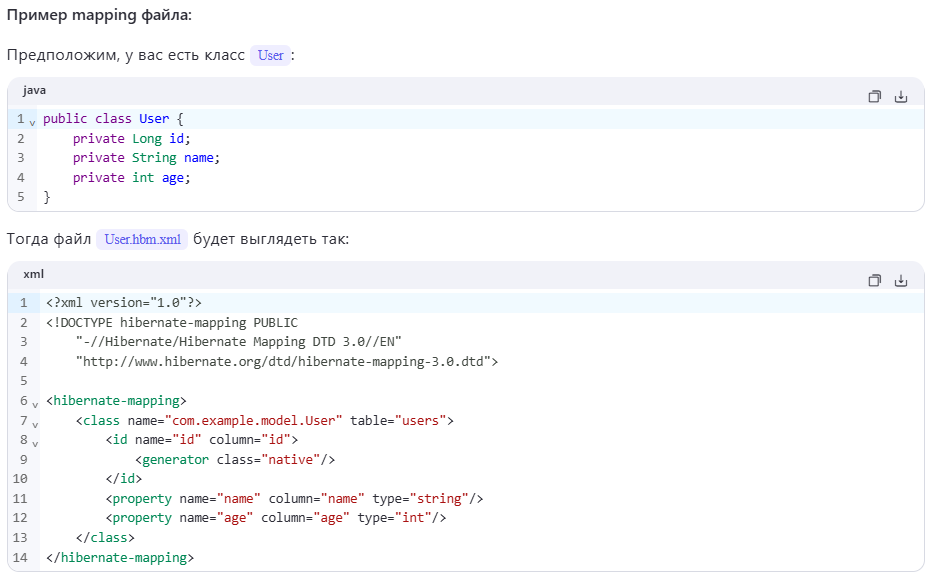 Пример mapping файла:
Предположим, у вас есть класс User :
java
1 public class User {
2     private Long id;
3     private String name;
4     private int age;
5 }
Тогда файл User.hbm.xml будет выглядеть так:
xml
1 <?xml version="1.0"?>
2 <!DOCTYPE hibernate-mapping PUBLIC
3     "-//Hibernate/Hibernate Mapping DTD 3.0//EN"
4     "http://www.hibernate.org/dtd/hibernate-mapping-3.0.dtd">
5
6 <hibernate-mapping>
7     <class name="com.example.model.User" table="users">
8         <id name="id" column="id">
9             <generator class="native"/>
10         </id>
11         <property name="name" column="name" type="string"/>
12         <property name="age" column="age" type="int"/>
13     </class>
14 </hibernate-mapping>